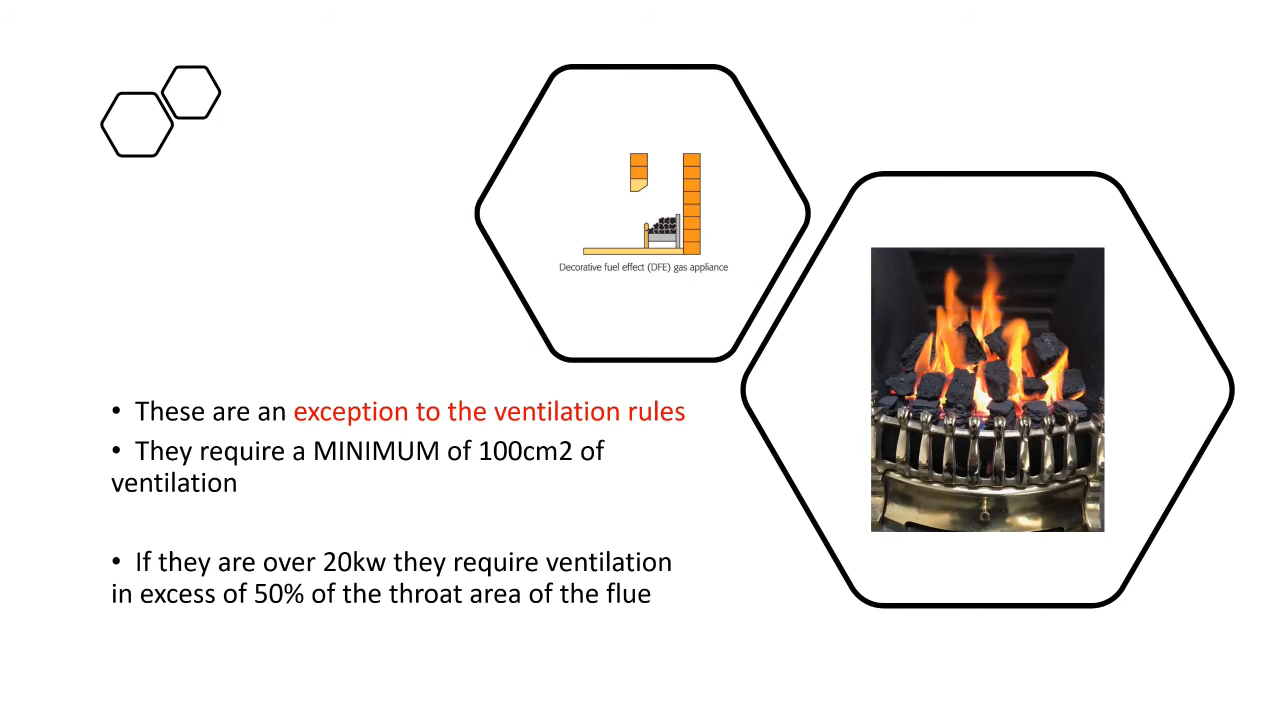 Decorative fuel effect (DFE) gas appliance
• These are an exception to the ventilation rules
• They require a MINIMUM of 100cm2 of
ventilation
• If they are over 20kw they require ventilation
in excess of 50% of the throat area of the flue